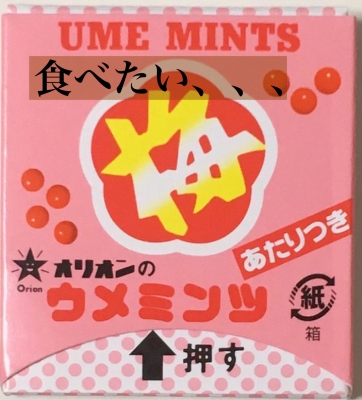 UME MINTS
食べたい、、、
梅
あたりつき
オリオンの
Orion
ウメミンツ
紙
箱
押す